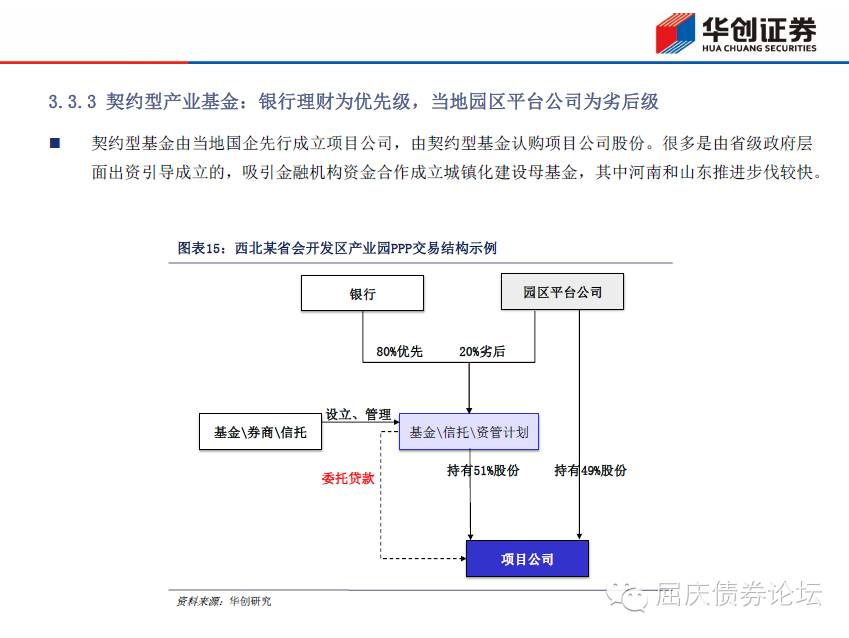 华创证券
HUA CHUANG SECURITIES
3.3.3 契约型产业基金：银行理财为优先级，当地园区平台公司为劣后级
■ 契约型基金由当地国企先行成立项目公司，由契约型基金认购项目公司股份。很多是由省级政府层
面出资引导成立的，吸引金融机构资金合作成立城镇化建设母基金，其中河南和山东推进步伐较快。
图表15：西北某省会开发区产业园PPP交易结构示例
银行
园区平台公司
80%优先
20%劣后
设立、管理
基金\券商\信托
基金\信托\资管计划
持有51%股份
持有49%股份
委托贷款
项目公司
资料来源：华创研究
屈庆债券论坛